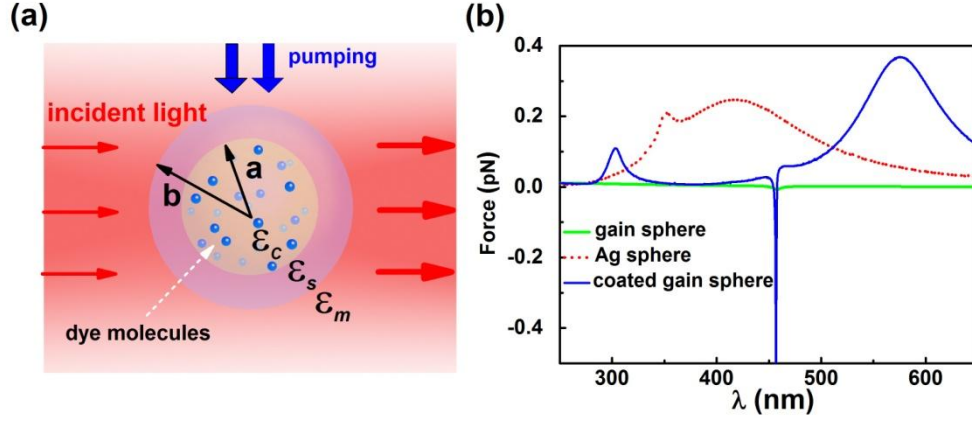 (a)
pumping
incident light
a
b
εc
εs
εm
dye molecules
(b)
Force (pN)
0.4
0.2
0.0
-0.2
-0.4
gain sphere
Ag sphere
coated gain sphere
300
400
500
600
λ (nm)